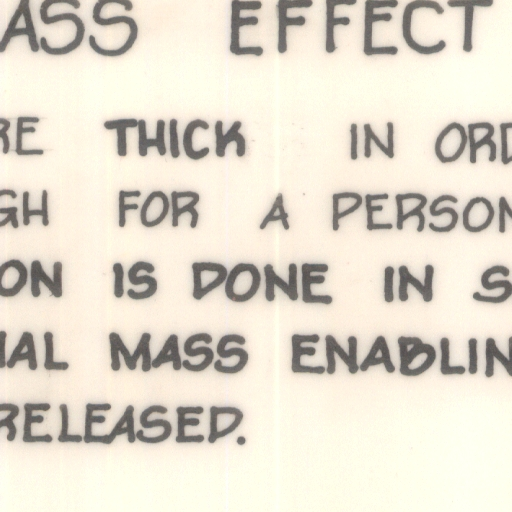 ASS EFFECT
RE THICK IN ORD
GH FOR A PERSON
ON IS DONE IN S
IAL MASS ENABLIN
RELEASED.